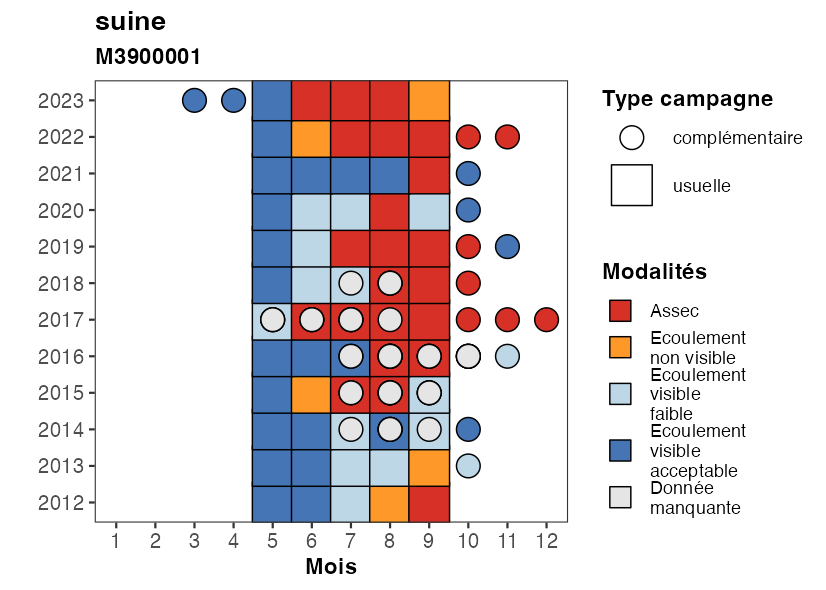 suine
M3900001
2023
2022
2021
2020
2019
2018
2017
2016
2015
2014
2013
2012
1 2 3 4 5 6 7 8 9 10 11 12
Mois
Type campagne
complémentaire
usuelle
Modalités
Assec
Ecoulement
non visible
Ecoulement
visible
faible
Ecoulement
visible
acceptable
Donnée
manquante